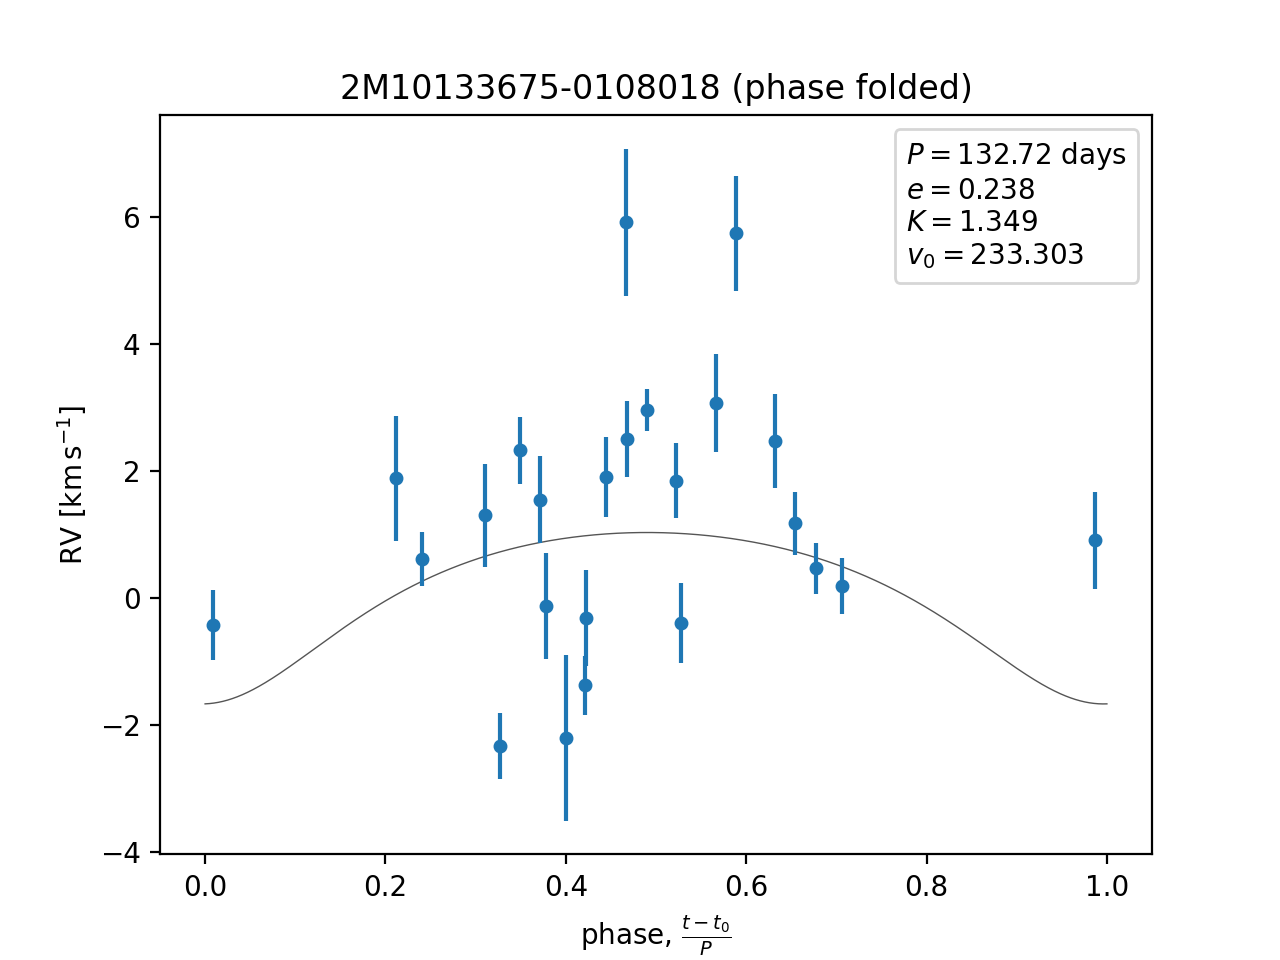 2M10133675-0108018 (phase folded)
P = 132.72 days
e = 0.238
K = 1.349
v₀ = 233.303
RV [km s⁻¹]
6
4
2
0
−2
−4
0.0 0.2 0.4 0.6 0.8 1.0
phase, (t − t₀)/P